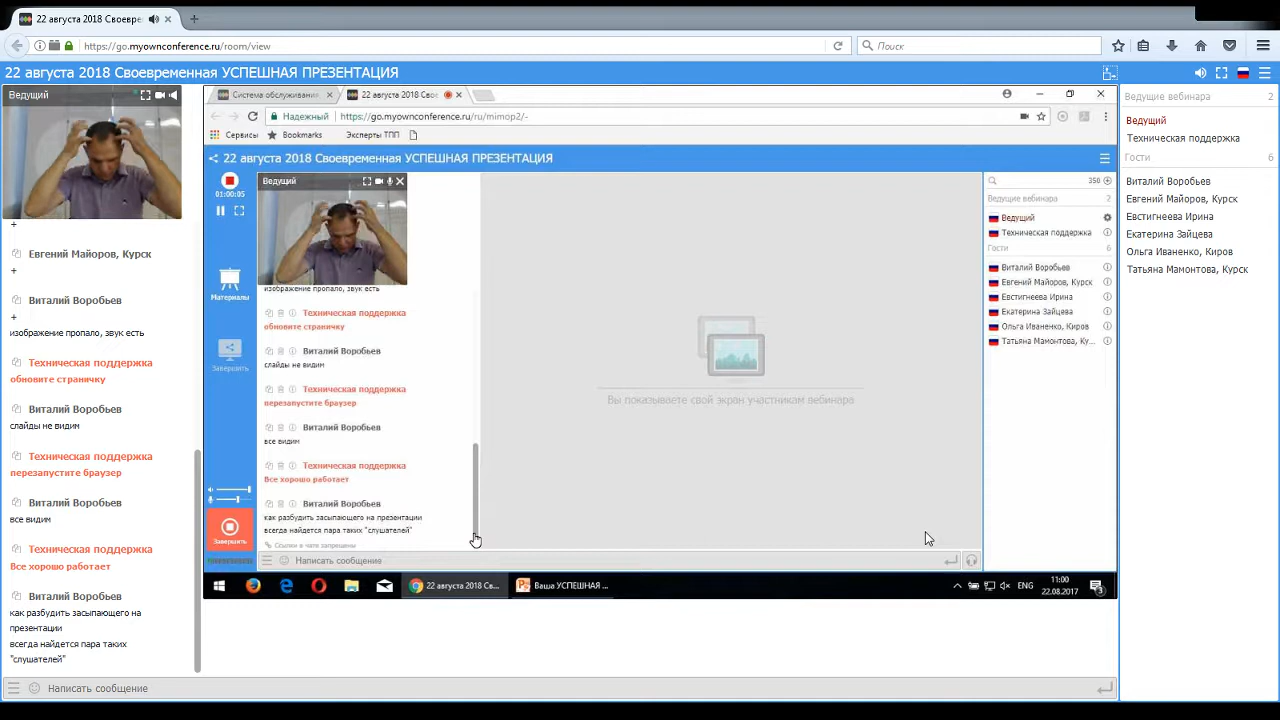 22 августа 2018 Своевре
https://go.myownconference.ru/room/view
Поиск
22 августа 2018 Своевременная УСПЕШНАЯ ПРЕЗЕНТАЦИЯ
Ведущий
+
Евгений Майоров, Курск
+
Виталий Воробьев
+
изображение пропало, звук есть
Техническая поддержка
обновите страничку
Виталий Воробьев
слайды не видим
Техническая поддержка
перезапустите браузер
Виталий Воробьев
все видим
Техническая поддержка
Все хорошо работает
Виталий Воробьев
как разбудить засыпающего на
презентации
всегда найдется пара таких
"слушателей"
Написать сообщение
Система обслуживания
22 августа 2018 Свое
Надежный
https://go.myownconference.ru/ru/mimop2/-
Сервисы
Bookmarks
Эксперты ТПП
22 августа 2018 Своевременная УСПЕШНАЯ ПРЕЗЕНТАЦИЯ
01:00:05
Материалы
Завершить
Завершить
Ведущий
изображение пропало, звук есть
Техническая поддержка
обновите страничку
Виталий Воробьев
слайды не видим
Техническая поддержка
перезапустите браузер
Виталий Воробьев
все видим
Техническая поддержка
Все хорошо работает
Виталий Воробьев
как разбудить засыпающего на презентации
всегда найдется пара таких "слушателей"
Ссылки в чате запрещены
Написать сообщение
Вы показываете свой экран участникам вебинара
350
Ведущие вебинара 2
Ведущий
Техническая поддержка
Гости 6
Виталий Воробьев
Евгений Майоров, Курск
Евстигнеева Ирина
Екатерина Зайцева
Ольга Иваненко, Киров
Татьяна Мамонтова, Ку...
22 августа 2018 Св...
Ваша УСПЕШНАЯ ...
ENG
11:00
22.08.2017
3
Ведущие вебинара 2
Ведущий
Техническая поддержка
Гости 6
Виталий Воробьев
Евгений Майоров, Курск
Евстигнеева Ирина
Екатерина Зайцева
Ольга Иваненко, Киров
Татьяна Мамонтова, Курск